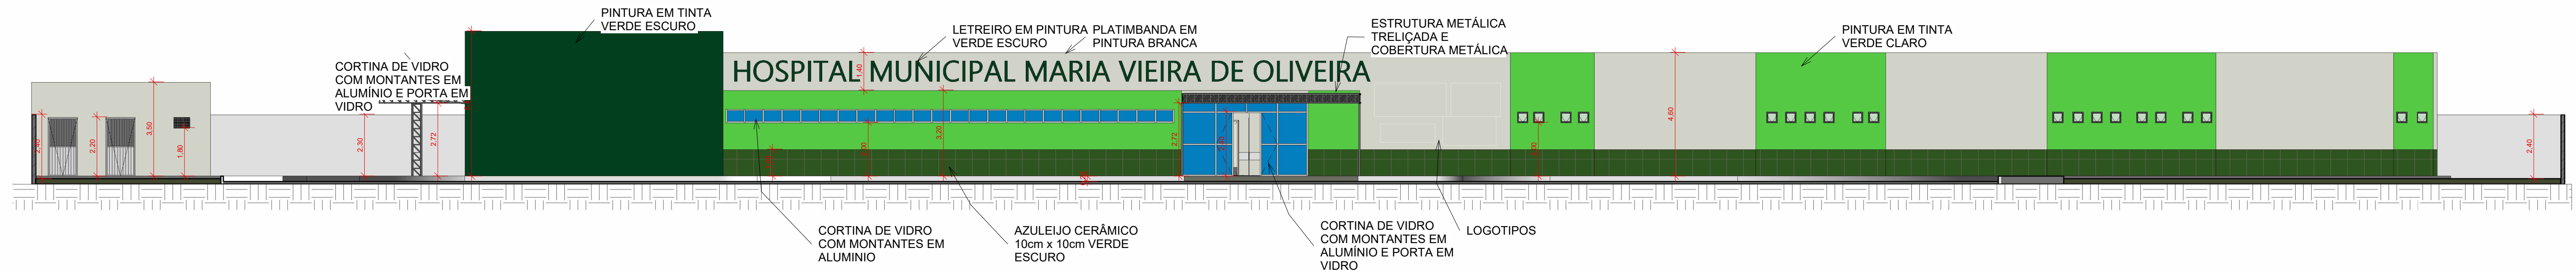 PINTURA EM TINTA
VERDE ESCURO
LETREIRO EM PINTURA
VERDE ESCURO
PLATIMBANDA EM
PINTURA BRANCA
ESTRUTURA METÁLICA
TRELIÇADA E
COBERTURA METÁLICA
PINTURA EM TINTA
VERDE CLARO
CORTINA DE VIDRO
COM MONTANTES EM
ALUMÍNIO E PORTA EM
VIDRO
HOSPITAL MUNICIPAL MARIA VIEIRA DE OLIVEIRA
2.40
2.20
3.50
1.80
2.30
2.72
1.40
3.20
2.72
4.60
2.40
CORTINA DE VIDRO
COM MONTANTES EM
ALUMINIO
AZULEIJO CERÂMICO
10cm x 10cm VERDE
ESCURO
CORTINA DE VIDRO
COM MONTANTES EM
ALUMÍNIO E PORTA EM
VIDRO
LOGOTIPOS